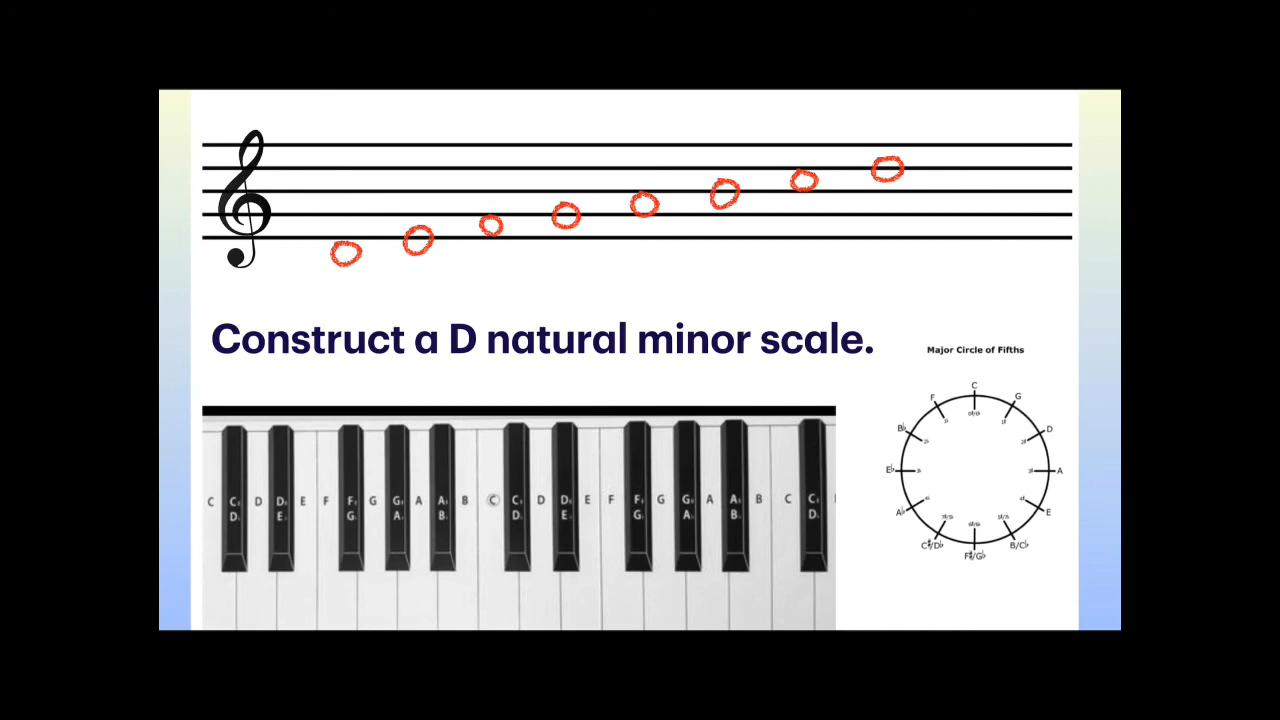 Construct a D natural minor scale.
Major Circle of Fifths
C
F G
B♭ D
E♭ A
A♭ E
C♯/D♭ B/C♭
F♯/G♭
C C♯ D D♯ E F F♯ G G♯ A A♯ B C C♯ D D♯ E F F♯ G G♯ A A♯ B C C♯
D♭ E♭ G♭ A♭ B♭ D♭ E♭ G♭ A♭ B♭ D♭